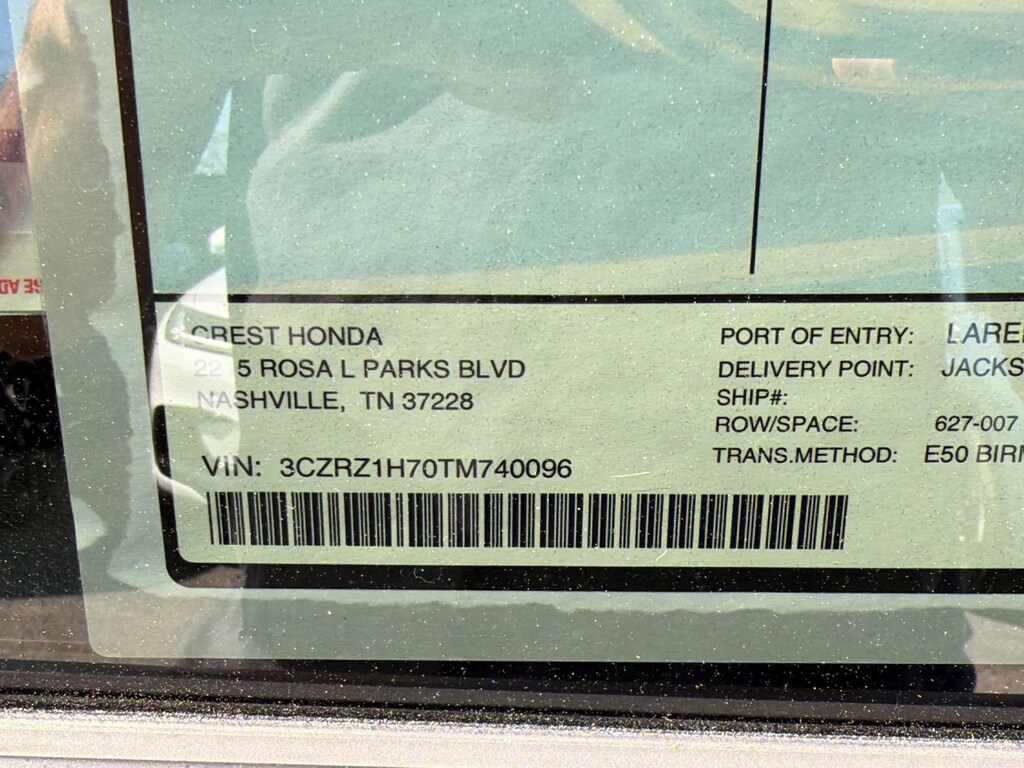 CREST HONDA
ROSA L PARKS BLVD
NASHVILLE, TN 37228
VIN: 3CZRZ1H70TM740096
PORT OF ENTRY:
DELIVERY POINT: JACKS
SHIP#:
ROW/SPACE: 627-007
TRANS.METHOD: E50